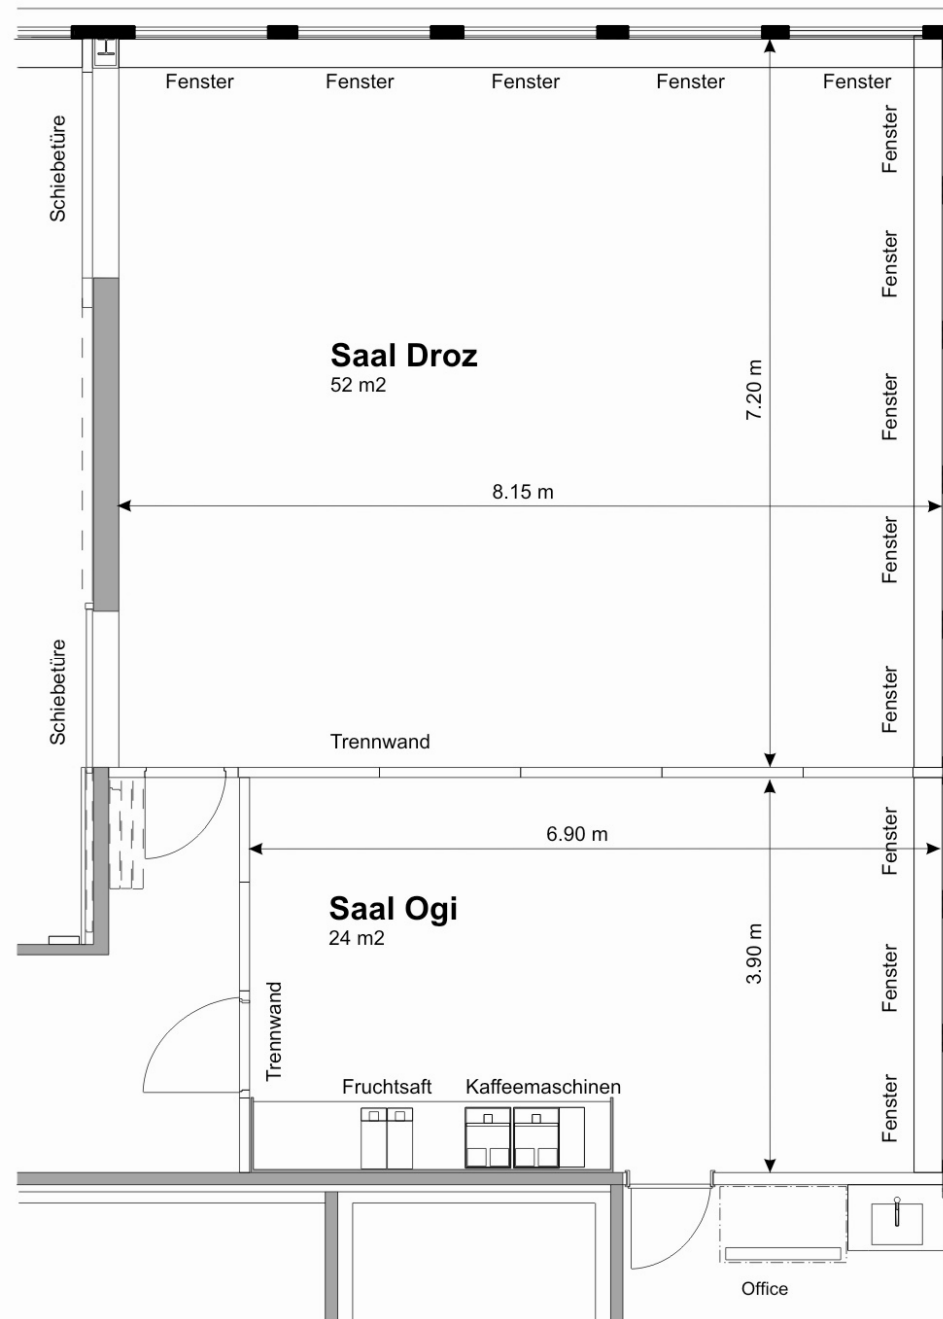 Fenster Fenster Fenster Fenster Fenster
Schiebetüre
Fenster
Fenster
Saal Droz
52 m2
7.20 m
Fenster
8.15 m
Fenster
Schiebetüre
Fenster
Trennwand
6.90 m
Fenster
Saal Ogi
24 m2
3.90 m
Fenster
Trennwand
Fruchtsaft Kaffeemaschinen
Fenster
Office